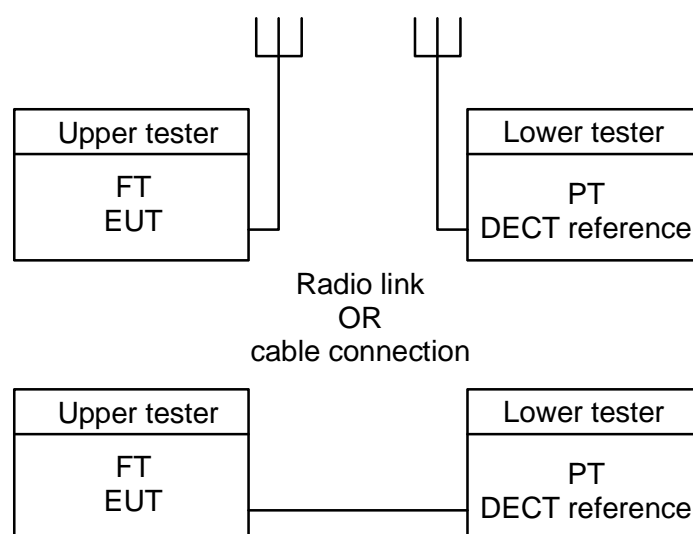 Upper tester
FT
EUT
Lower tester
PT
DECT reference
Radio link
OR
cable connection
Upper tester
FT
EUT
Lower tester
PT
DECT reference